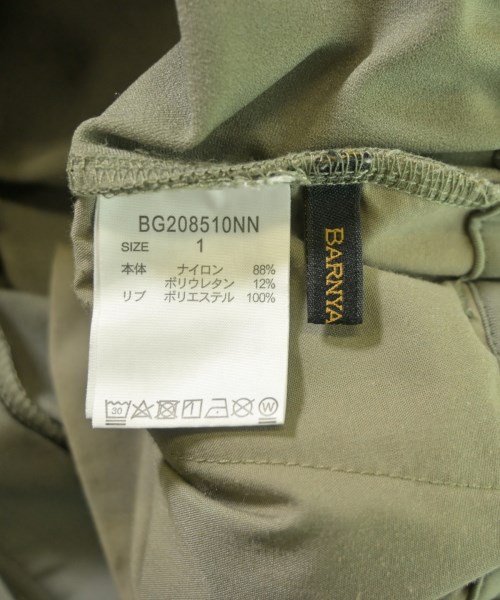 BG208510NN
SIZE 1
本体 ナイロン 88%
ポリウレタン 12%
リブ ポリエステル 100%
30 W
BARNYA